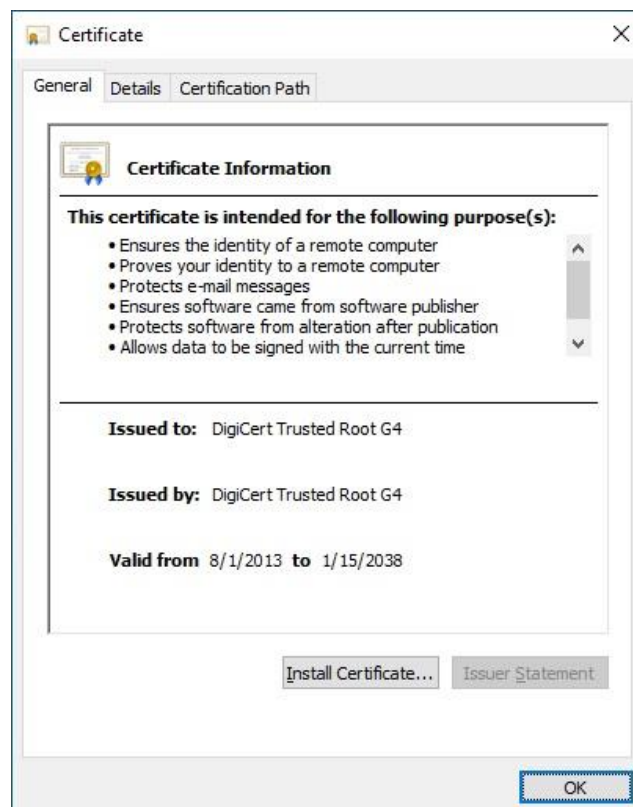 Certificate
General Details Certification Path
Certificate Information
This certificate is intended for the following purpose(s):
• Ensures the identity of a remote computer
• Proves your identity to a remote computer
• Protects e-mail messages
• Ensures software came from software publisher
• Protects software from alteration after publication
• Allows data to be signed with the current time
Issued to: DigiCert Trusted Root G4
Issued by: DigiCert Trusted Root G4
Valid from 8/1/2013 to 1/15/2038
Install Certificate... Issuer Statement
OK